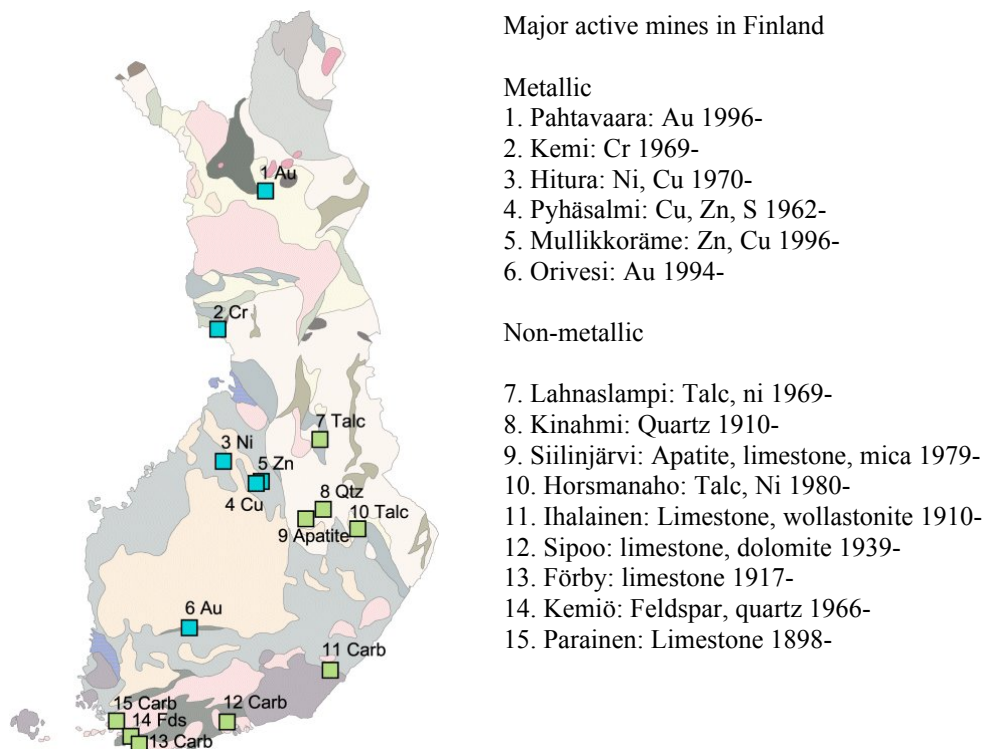 Major active mines in Finland
Metallic
1. Pahtavaara: Au 1996-
2. Kemi: Cr 1969-
3. Hitura: Ni, Cu 1970-
4. Pyhäsalmi: Cu, Zn, S 1962-
5. Mullikkoräme: Zn, Cu 1996-
6. Orivesi: Au 1994-
Non-metallic
7. Lahnaslampi: Talc, ni 1969-
8. Kinahmi: Quartz 1910-
9. Siilinjärvi: Apatite, limestone, mica 1979-
10. Horsmanaho: Talc, Ni 1980-
11. Ihalainen: Limestone, wollastonite 1910-
12. Sipoo: limestone, dolomite 1939-
13. Förby: limestone 1917-
14. Kemiö: Feldspar, quartz 1966-
15. Parainen: Limestone 1898-
1 Au
2 Cr
7 Talc
3 Ni
5 Zn
4 Cu
8 Qtz
10 Talc
9 Apatite
6 Au
11 Carb
15 Carb
12 Carb
14 Fds
13 Carb